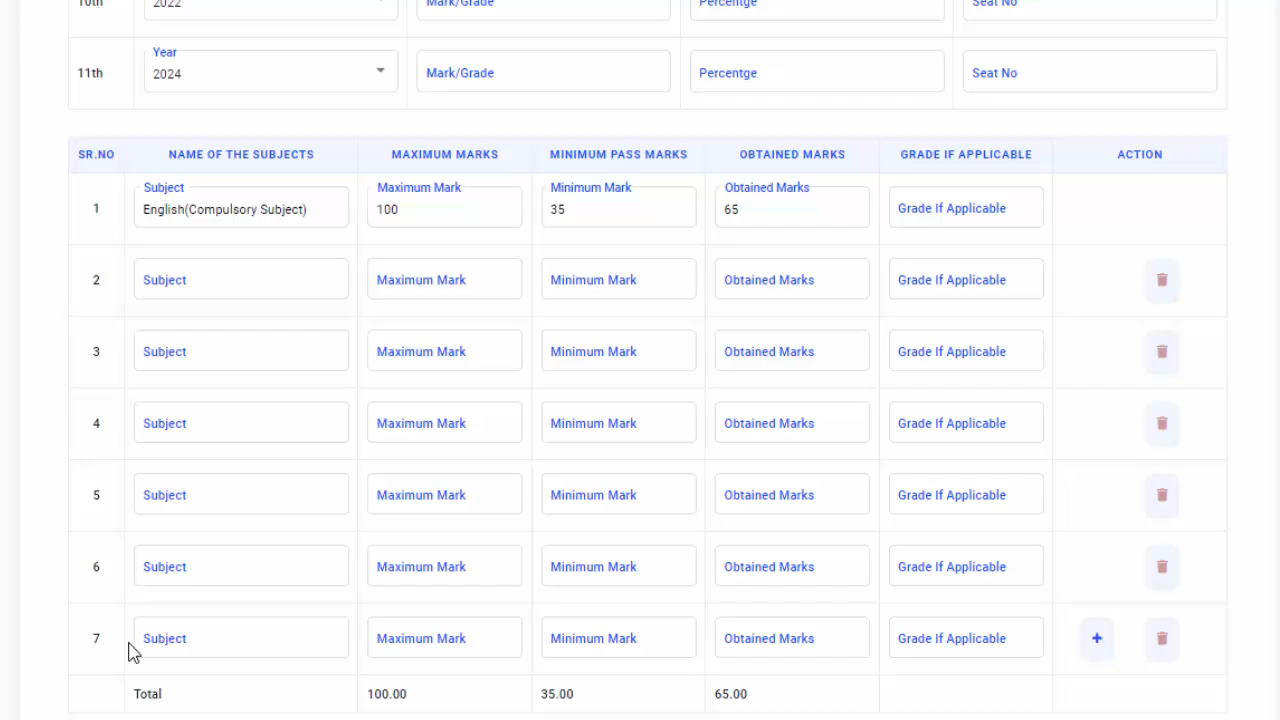 10th 2022 Mark/Grade Percentge Seat No
Year
11th 2024 Mark/Grade Percentge Seat No
SR.NO NAME OF THE SUBJECTS MAXIMUM MARKS MINIMUM PASS MARKS OBTAINED MARKS GRADE IF APPLICABLE ACTION
Subject Maximum Mark Minimum Mark Obtained Marks
1 English(Compulsory Subject) 100 35 65 Grade If Applicable
2 Subject Maximum Mark Minimum Mark Obtained Marks Grade If Applicable
3 Subject Maximum Mark Minimum Mark Obtained Marks Grade If Applicable
4 Subject Maximum Mark Minimum Mark Obtained Marks Grade If Applicable
5 Subject Maximum Mark Minimum Mark Obtained Marks Grade If Applicable
6 Subject Maximum Mark Minimum Mark Obtained Marks Grade If Applicable
7 Subject Maximum Mark Minimum Mark Obtained Marks Grade If Applicable +
Total 100.00 35.00 65.00